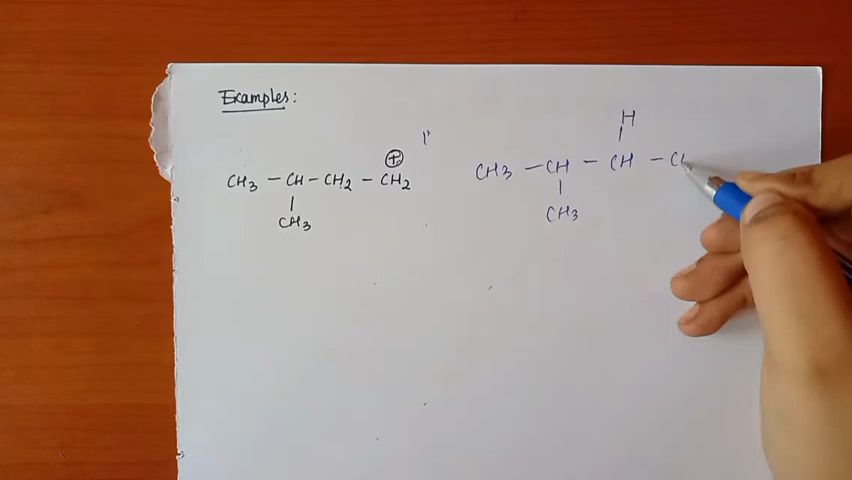 Examples:
1°
H
CH3 – CH – CH2 – CH2 ⊕
CH3
CH3 – CH – CH – C
CH3